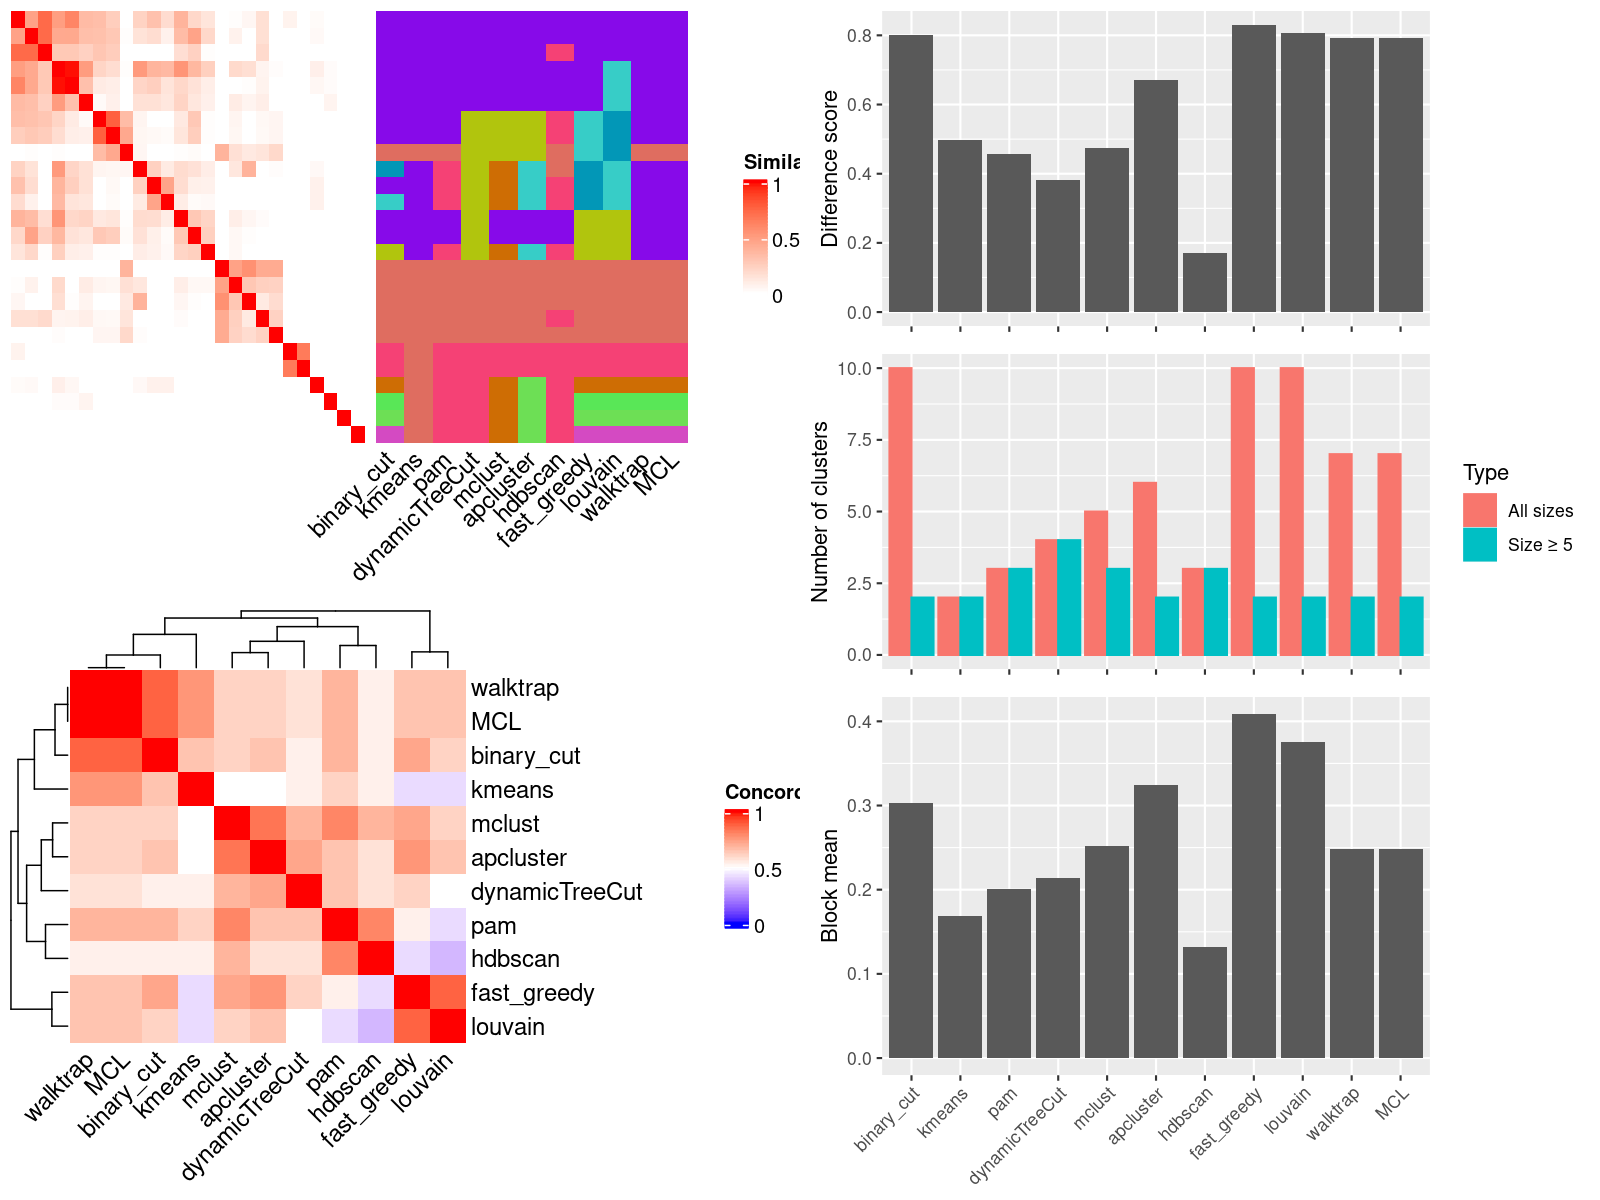 Simila
1
0.5
0
binary_cut
kmeans
pam
dynamicTreeCut
mclust
apcluster
hdbscan
fast_greedy
louvain
walktrap
MCL
walktrap
MCL
binary_cut
kmeans
mclust
apcluster
dynamicTreeCut
pam
hdbscan
fast_greedy
louvain
walktrap
MCL
binary_cut
kmeans
mclust
apcluster
dynamicTreeCut
pam
hdbscan
fast_greedy
louvain
Concord
1
0.5
0
Difference score
0.8
0.6
0.4
0.2
0.0
Number of clusters
10.0
7.5
5.0
2.5
0.0
Type
All sizes
Size ≥ 5
Block mean
0.4
0.3
0.2
0.1
0.0
binary_cut
kmeans
pam
dynamicTreeCut
mclust
apcluster
hdbscan
fast_greedy
louvain
walktrap
MCL